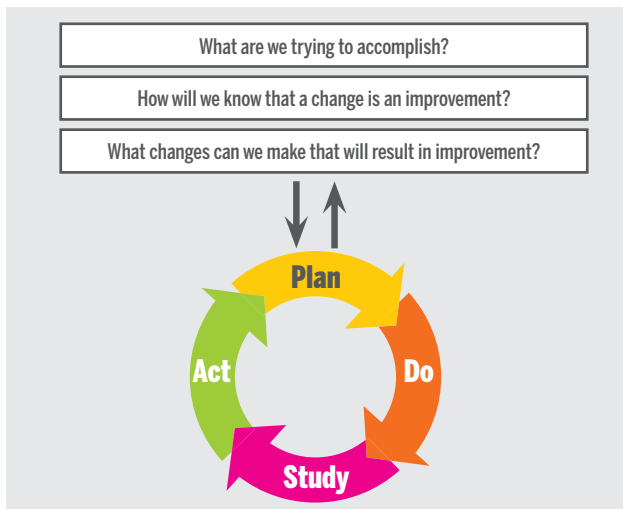 What are we trying to accomplish?
How will we know that a change is an improvement?
What changes can we make that will result in improvement?
Plan
Do
Study
Act